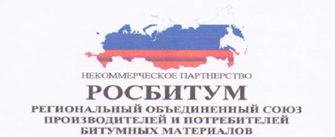 НЕКОММЕРЧЕСКОЕ ПАРТНЕРСТВО
РОСБИТУМ
РЕГИОНАЛЬНЫЙ ОБЪЕДИНЕННЫЙ СОЮЗ
ПРОИЗВОДИТЕЛЕЙ И ПОТРЕБИТЕЛЕЙ
БИТУМНЫХ МАТЕРИАЛОВ